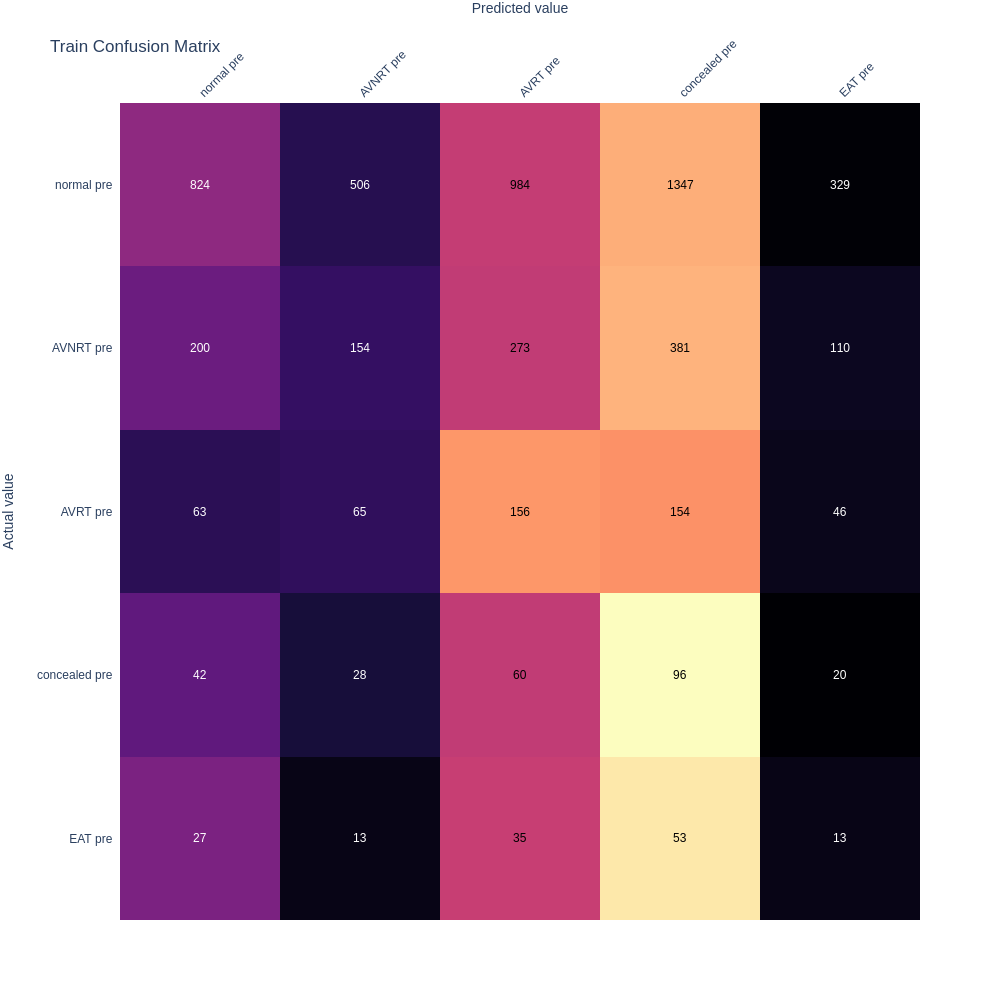 Predicted value
Train Confusion Matrix
normal pre AVNRT pre AVRT pre concealed pre EAT pre
normal pre 824 506 984 1347 329
AVNRT pre 200 154 273 381 110
Actual value
AVRT pre 63 65 156 154 46
concealed pre 42 28 60 96 20
EAT pre 27 13 35 53 13